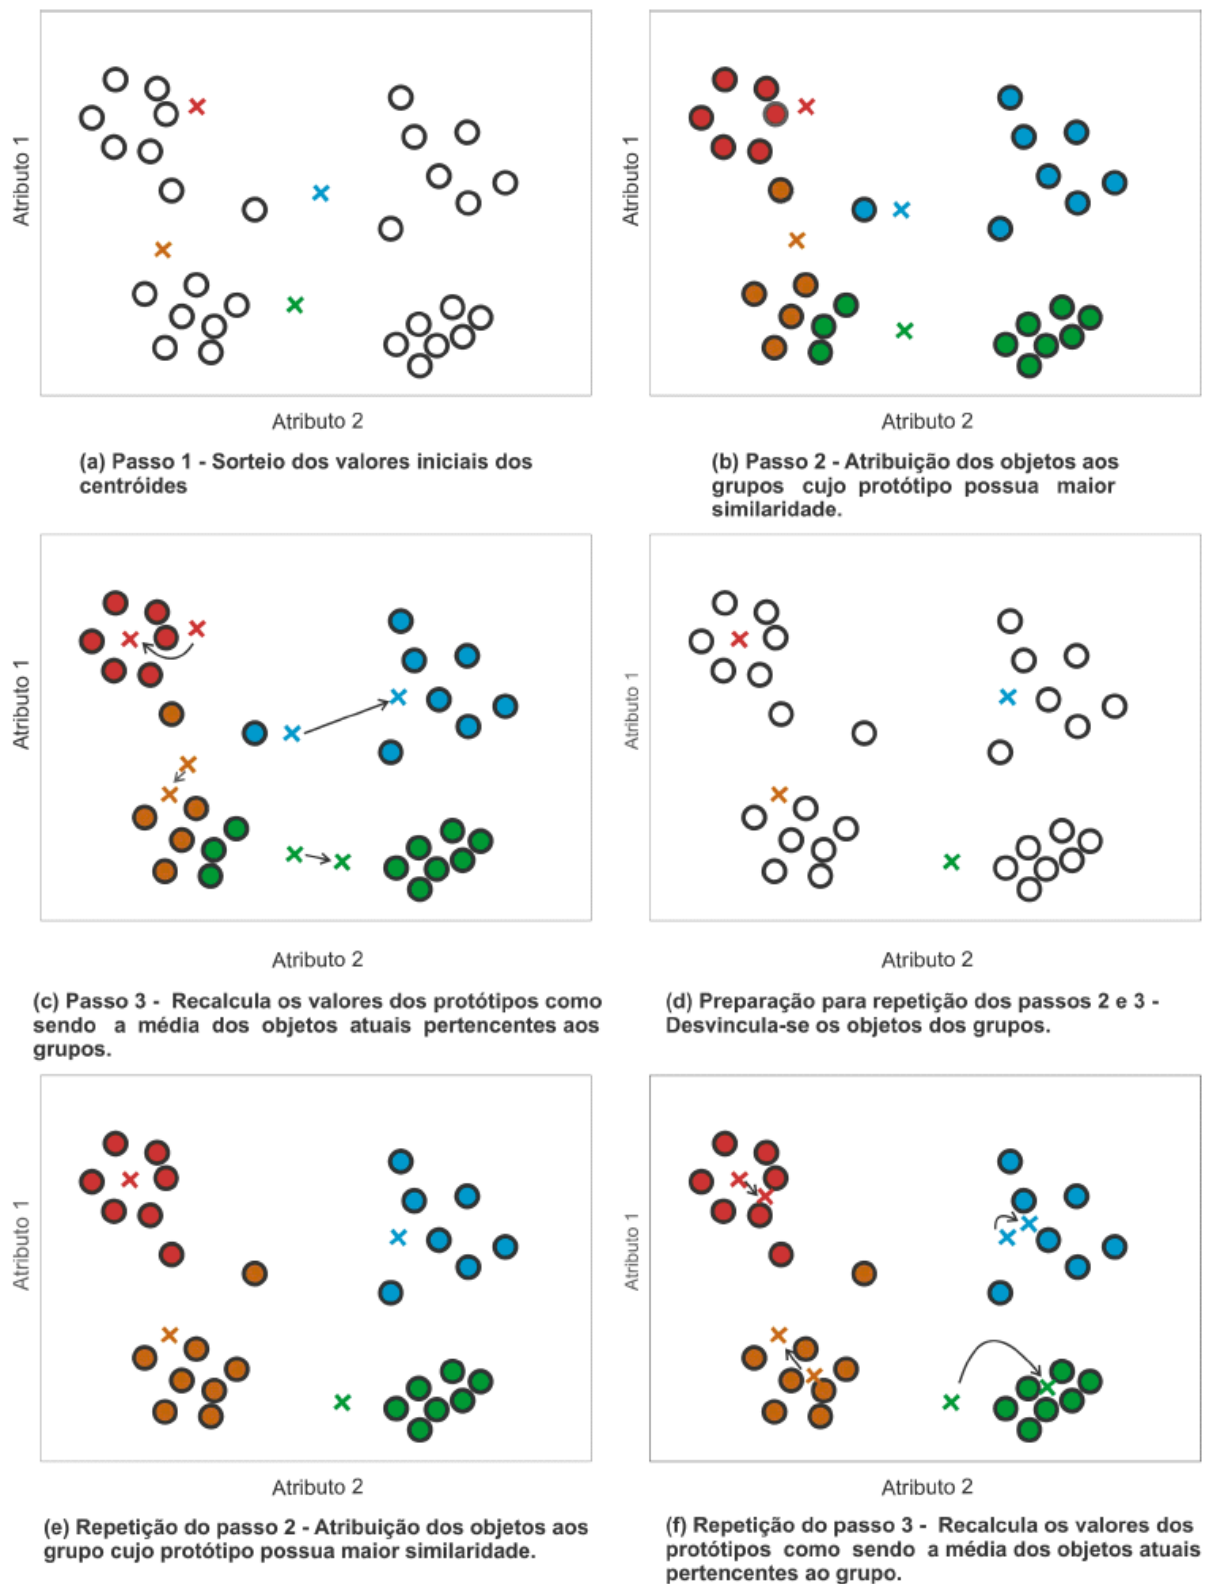 Atributo 1
Atributo 2
(a) Passo 1 - Sorteio dos valores iniciais dos
centróides
Atributo 1
Atributo 2
(b) Passo 2 - Atribuição dos objetos aos
grupos cujo protótipo possua maior
similaridade.
Atributo 1
Atributo 2
(c) Passo 3 - Recalcula os valores dos protótipos como
sendo a média dos objetos atuais pertencentes aos
grupos.
Atributo 1
Atributo 2
(d) Preparação para repetição dos passos 2 e 3 -
Desvincula-se os objetos dos grupos.
Atributo 1
Atributo 2
(e) Repetição do passo 2 - Atribuição dos objetos aos
grupo cujo protótipo possua maior similaridade.
Atributo 1
Atributo 2
(f) Repetição do passo 3 - Recalcula os valores dos
protótipos como sendo a média dos objetos atuais
pertencentes ao grupo.